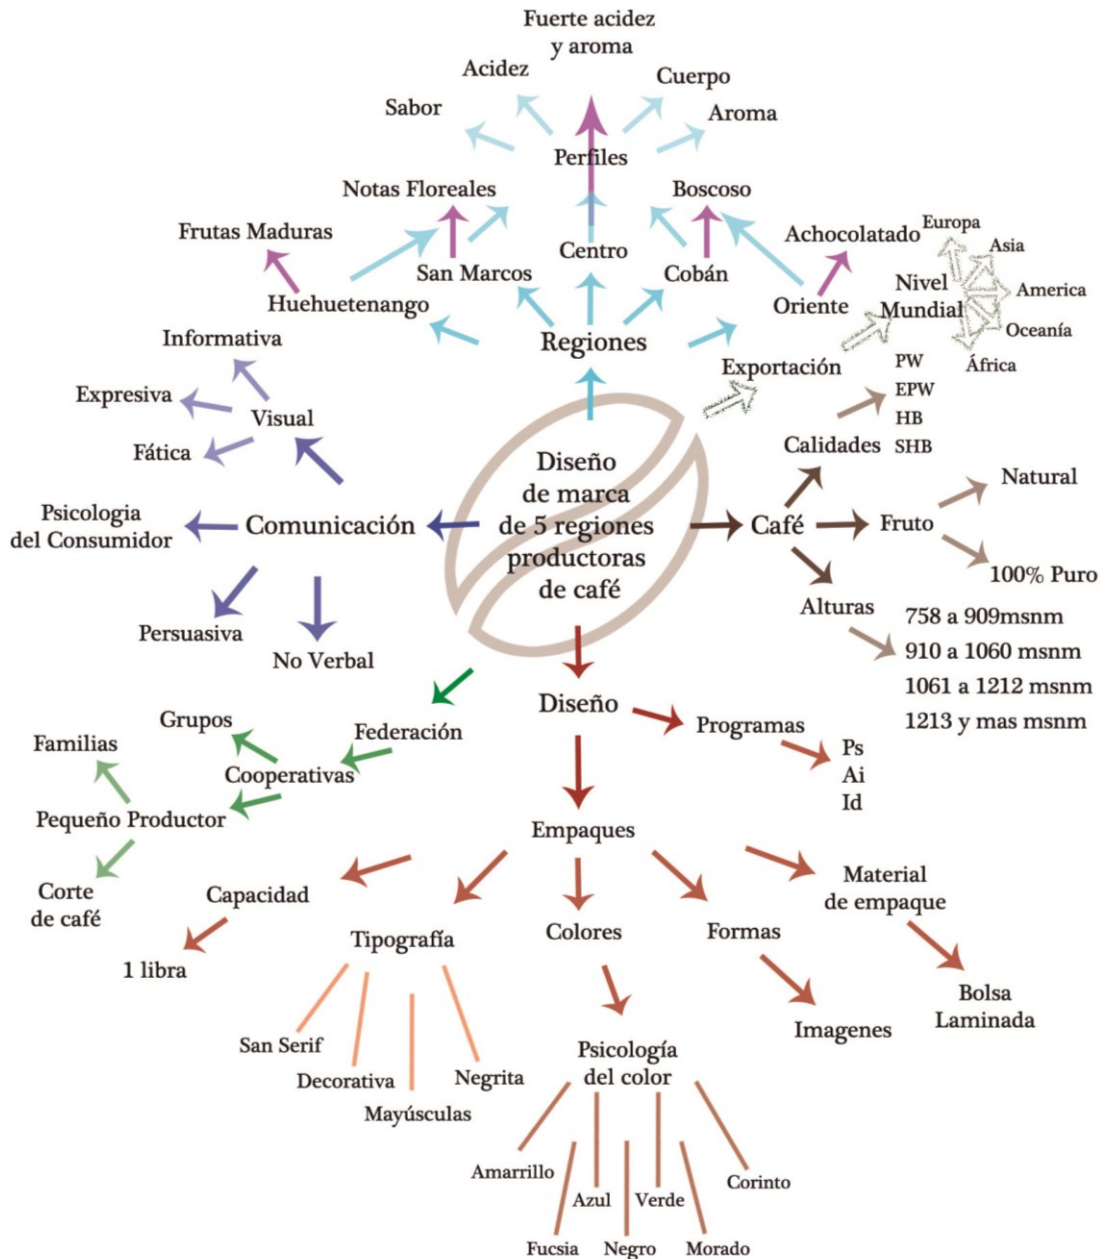 Fuerte acidez
y aroma
Acidez
Cuerpo
Sabor
Aroma
Perfiles
Notas Floreales
Boscoso
Frutas Maduras
Achocolatado
Europa
Asia
Centro
San Marcos
Cobán
Nivel
Mundial
America
Huehuetenango
Oriente
Oceanía
Informativa
Regiones
Exportación
África
PW
EPW
HB
SHB
Expresiva
Visual
Calidades
Fática
Diseño
de marca
de 5 regiones
productoras
de café
Natural
Psicologia
del Consumidor
Comunicación
Café
Fruto
100% Puro
Alturas
758 a 909msnm
910 a 1060 msnm
1061 a 1212 msnm
1213 y mas msnm
Persuasiva
No Verbal
Diseño
Programas
Ps
Ai
Id
Federación
Grupos
Familias
Cooperativas
Pequeño Productor
Corte
de café
Empaques
Capacidad
1 libra
Tipografía
Colores
Formas
Material
de empaque
Bolsa
Laminada
Imagenes
San Serif
Decorativa
Mayúsculas
Negrita
Psicología
del color
Amarrillo
Azul
Verde
Corinto
Fucsia
Negro
Morado